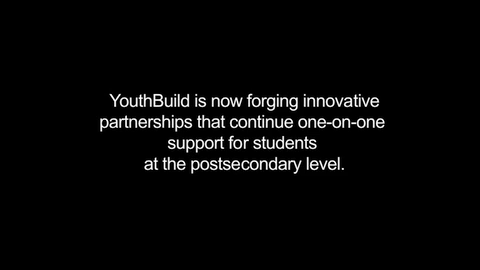 YouthBuild is now forging innovative
partnerships that continue one-on-one
support for students
at the postsecondary level.